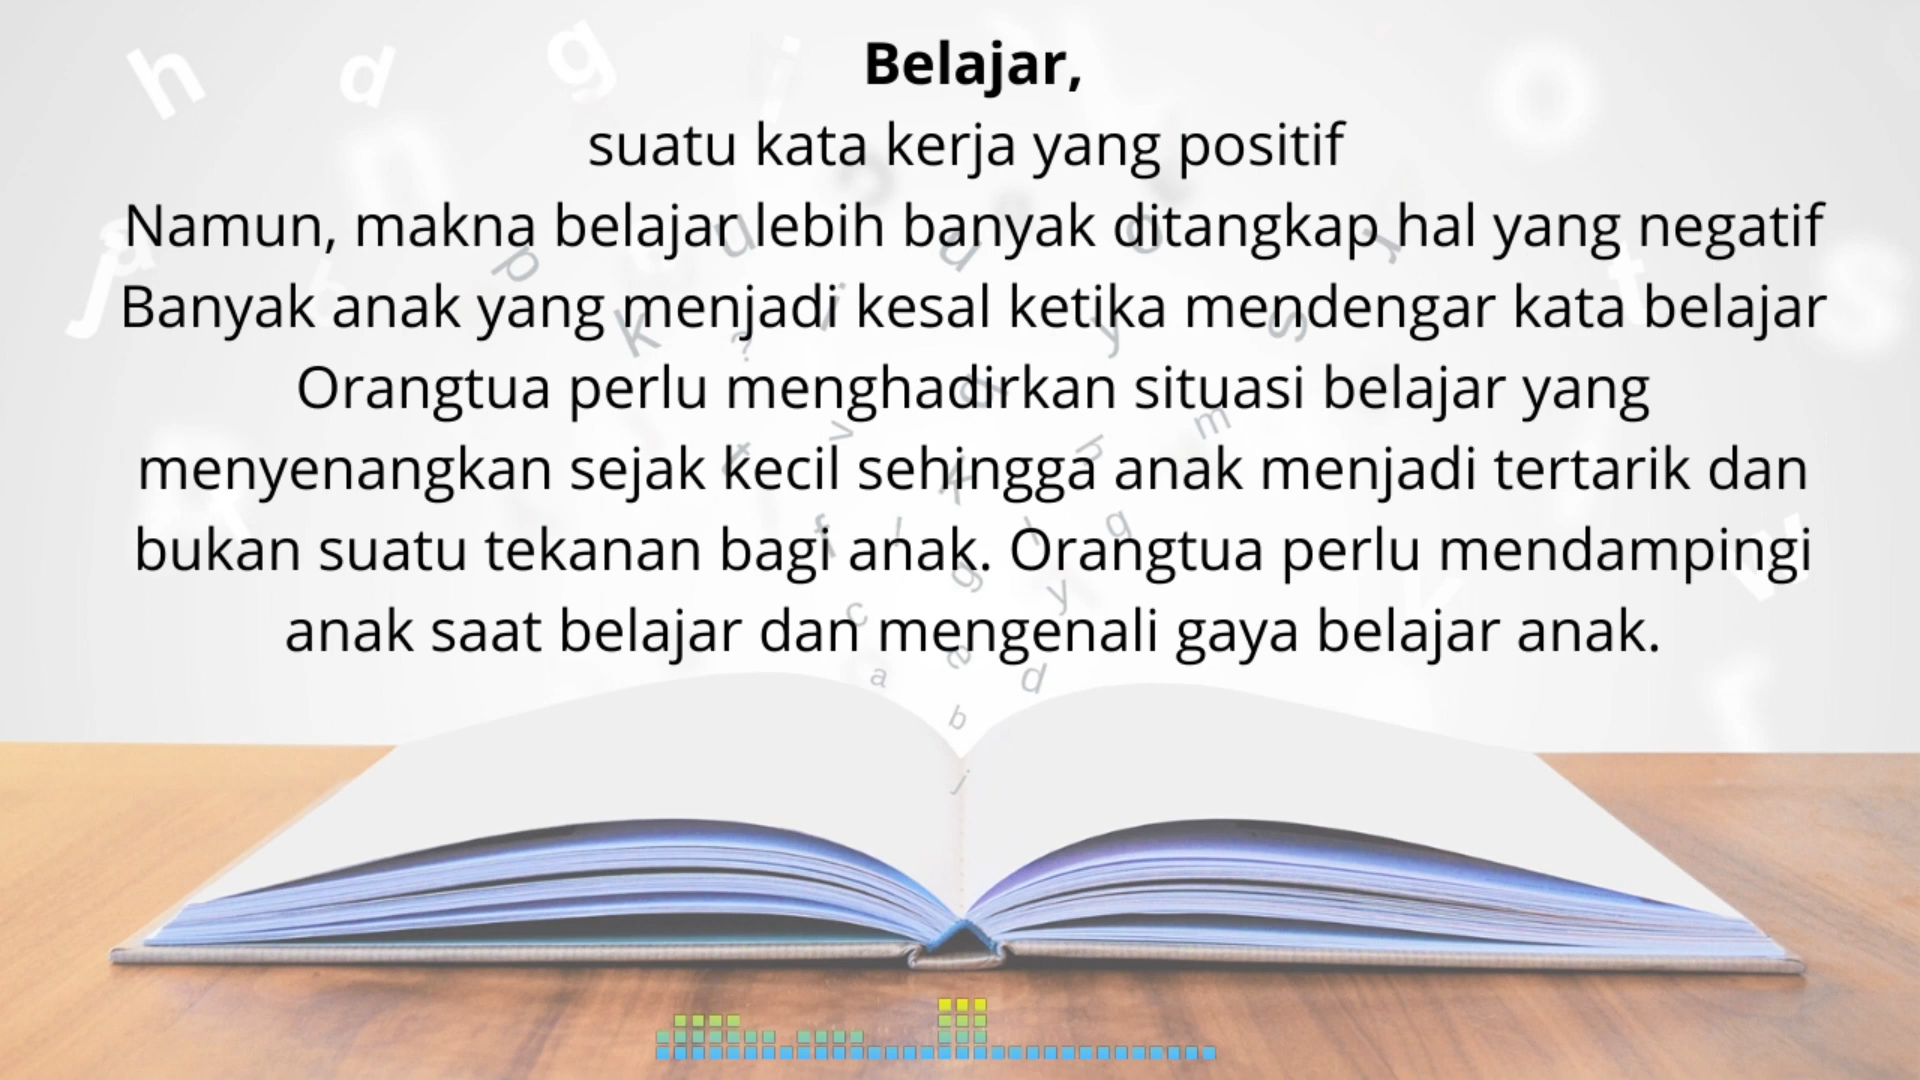 Belajar,
suatu kata kerja yang positif
Namun, makna belajar lebih banyak ditangkap hal yang negatif
Banyak anak yang menjadi kesal ketika mendengar kata belajar
Orangtua perlu menghadirkan situasi belajar yang
menyenangkan sejak kecil sehingga anak menjadi tertarik dan
bukan suatu tekanan bagi anak. Orangtua perlu mendampingi
anak saat belajar dan mengenali gaya belajar anak.